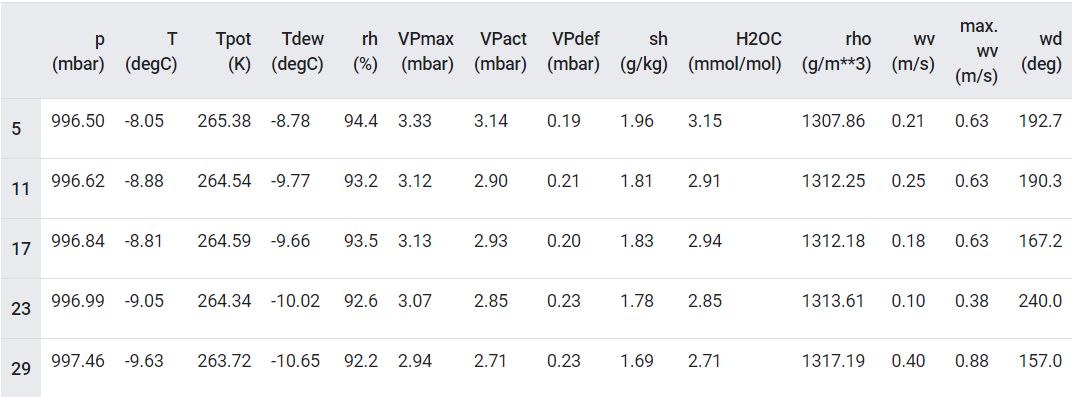 p (mbar) T (degC) Tpot (K) Tdew (degC) rh (%) VPmax (mbar) VPact (mbar) VPdef (mbar) sh (g/kg) H2OC (mmol/mol) rho (g/m**3) wv (m/s) max. wv (m/s) wd (deg)
5 996.50 -8.05 265.38 -8.78 94.4 3.33 3.14 0.19 1.96 3.15 1307.86 0.21 0.63 192.7
11 996.62 -8.88 264.54 -9.77 93.2 3.12 2.90 0.21 1.81 2.91 1312.25 0.25 0.63 190.3
17 996.84 -8.81 264.59 -9.66 93.5 3.13 2.93 0.20 1.83 2.94 1312.18 0.18 0.63 167.2
23 996.99 -9.05 264.34 -10.02 92.6 3.07 2.85 0.23 1.78 2.85 1313.61 0.10 0.38 240.0
29 997.46 -9.63 263.72 -10.65 92.2 2.94 2.71 0.23 1.69 2.71 1317.19 0.40 0.88 157.0